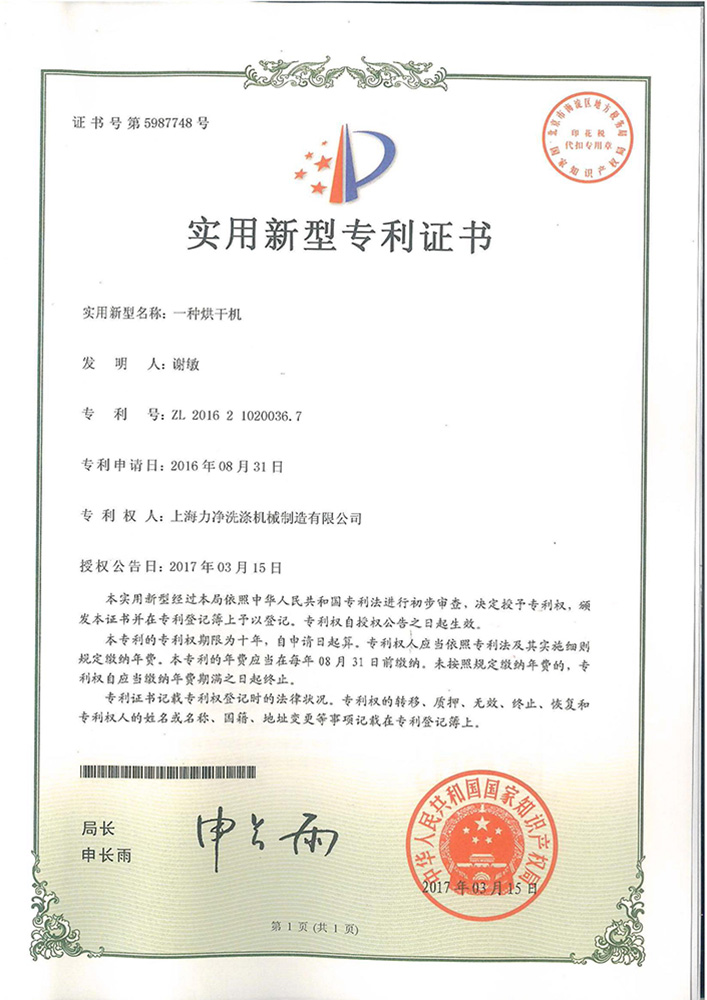 证书号第5987748号
北京市海淀区地方税务局
印花税
代扣专用章
国家知识产权局
实用新型专利证书
实用新型名称：一种烘干机
发明人：谢敏
专利号：ZL 2016 2 1020036.7
专利申请日：2016年08月31日
专利权人：上海力净洗涤机械制造有限公司
授权公告日：2017年03月15日
本实用新型经过本局依照中华人民共和国专利法进行初步审查，决定授予专利权，颁
发本证书并在专利登记簿上予以登记。专利权自授权公告之日起生效。
本专利的专利权期限为十年，自申请日起算。专利权人应当依照专利法及其实施细则
规定缴纳年费。本专利的年费应当在每年08月31日前缴纳。未按照规定缴纳年费的，专
利权自应当缴纳年费期满之日起终止。
专利证书记载专利权登记时的法律状况。专利权的转移、质押、无效、终止、恢复和
专利权人的姓名或名称、国籍、地址变更等事项记载在专利登记簿上。
局长
申长雨
申长雨
中华人民共和国国家知识产权局
2017年03月15日
第1页(共1页)